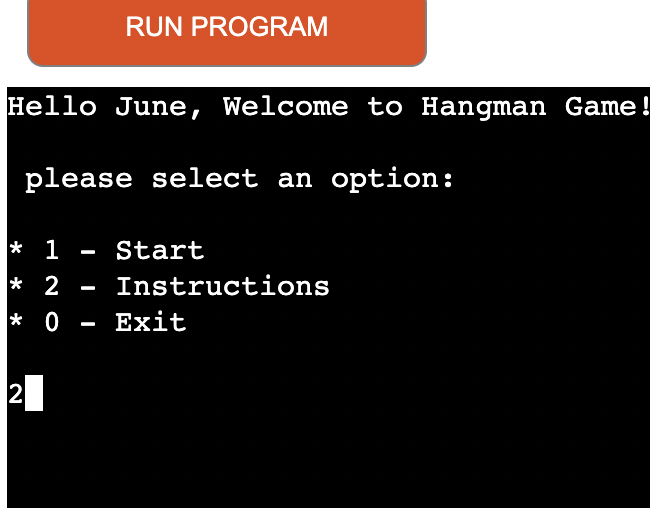 RUN PROGRAM
Hello June, Welcome to Hangman Game!
please select an option:
* 1 - Start
* 2 - Instructions
* 0 - Exit
2